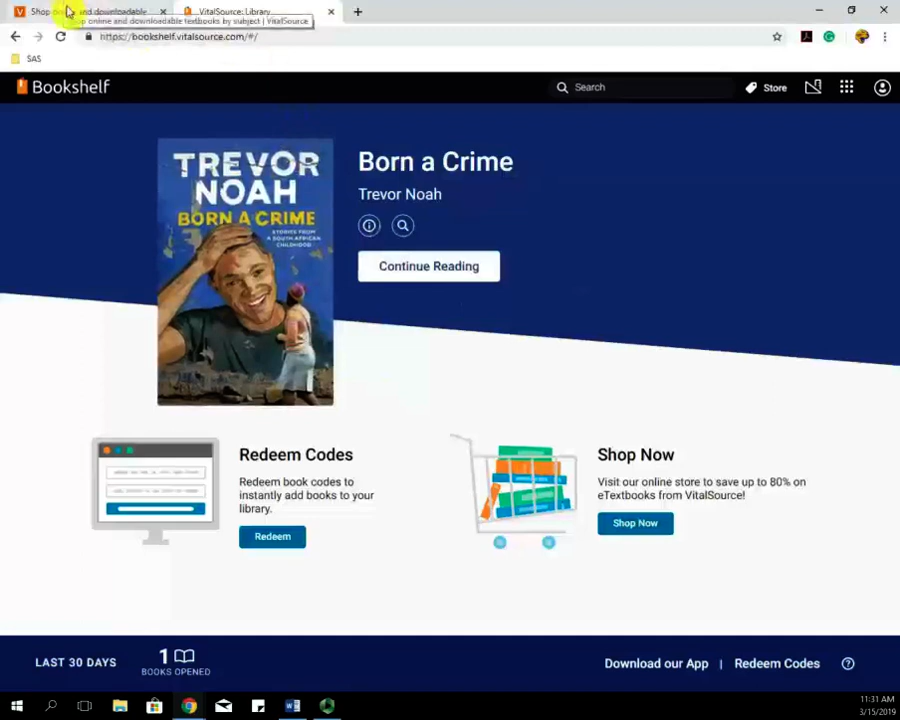 Shop and downloadable
VitalSource: Library
op online and downloadable textbooks by subject | VitalSource
https://bookshelf.vitalsource.com/#/
SAS
Bookshelf
Search
Store
TREVOR
NOAH
BORN A CRIME
STORIES FROM
A SOUTH AFRICAN
CHILDHOOD
Born a Crime
Trevor Noah
Continue Reading
Redeem Codes
Redeem book codes to
instantly add books to your
library.
Redeem
Shop Now
Visit our online store to save up to 80% on
eTextbooks from VitalSource!
Shop Now
LAST 30 DAYS
1
BOOKS OPENED
Download our App
Redeem Codes
11:31 AM
3/15/2019